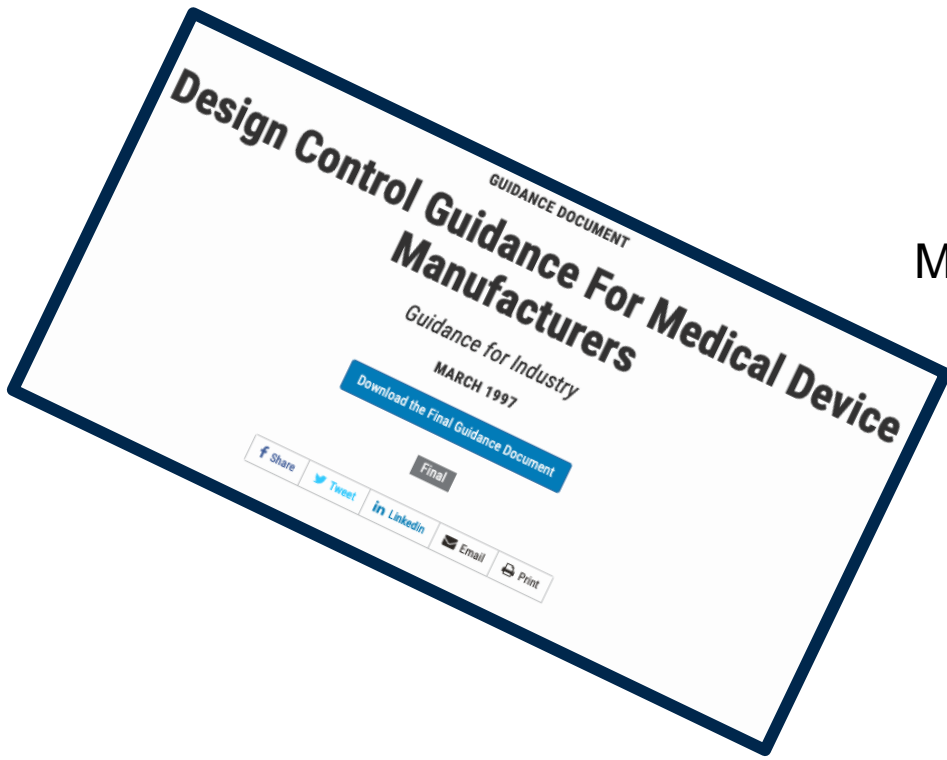 GUIDANCE DOCUMENT
Design Control Guidance For Medical Device
Manufacturers
Guidance for Industry
MARCH 1997
Download the Final Guidance Document
Final
Share
Tweet
Linkedin
Email
Print
M